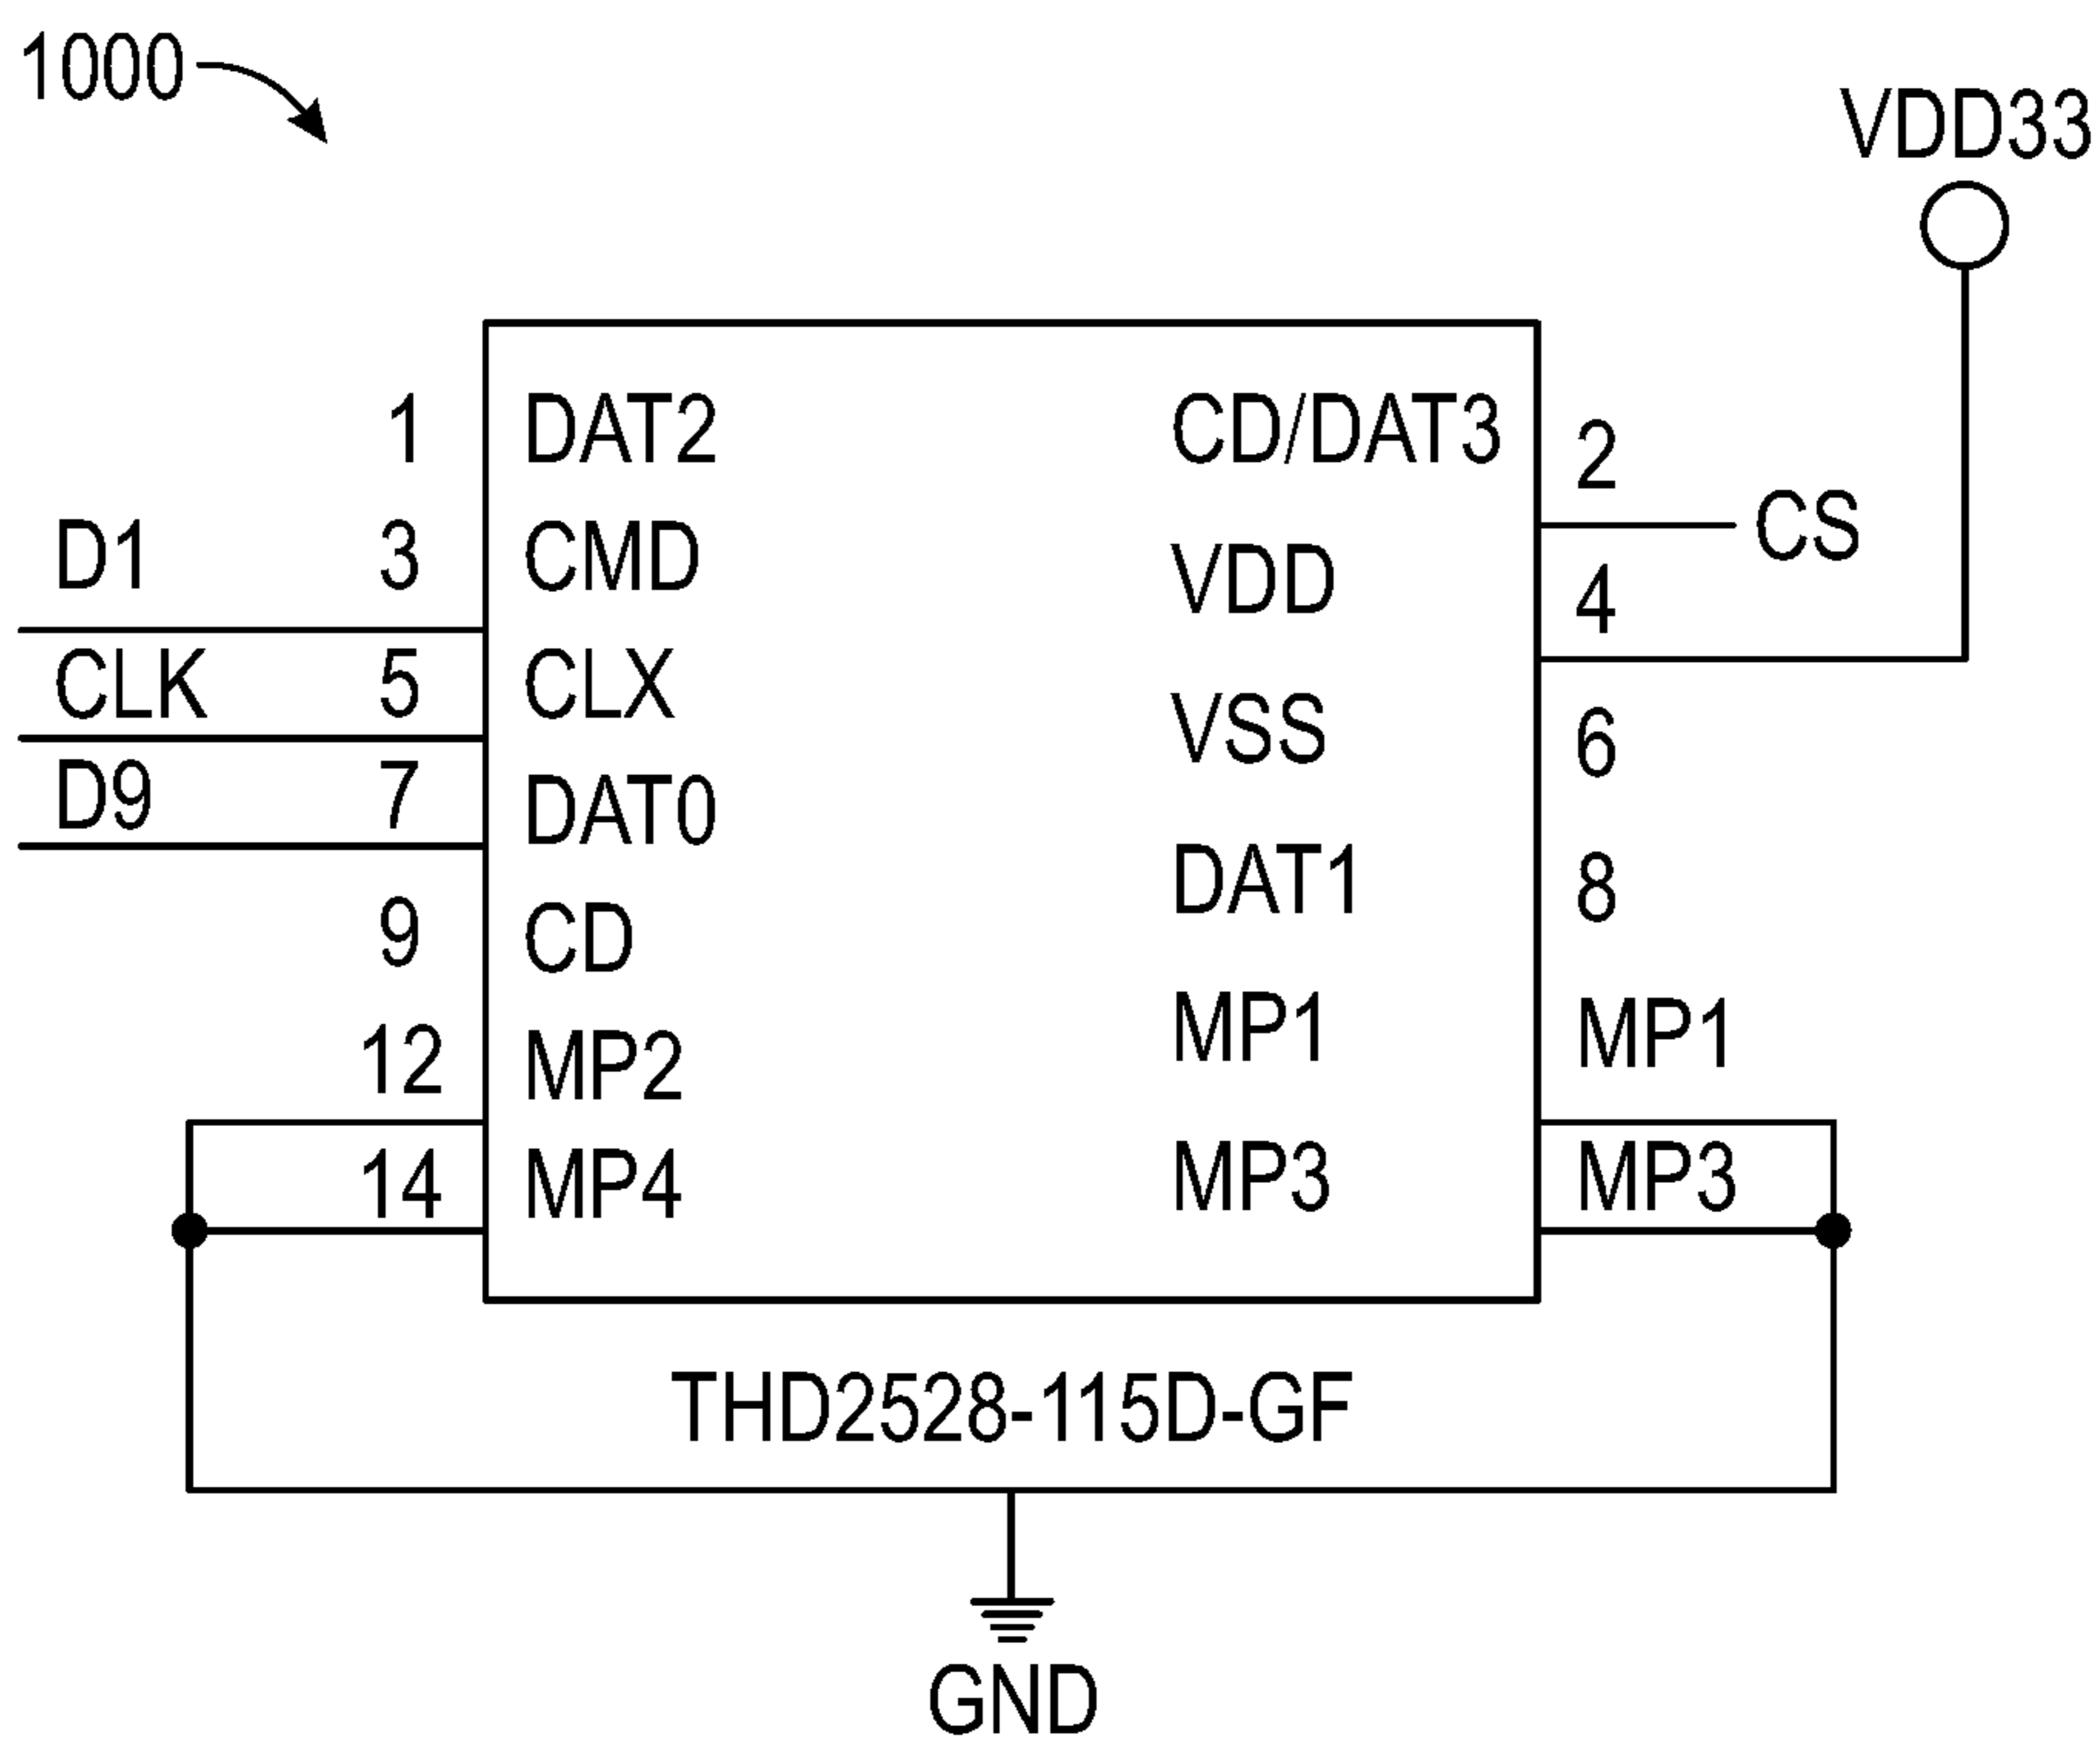 1000
VDD33
1 DAT2 CD/DAT3 2
CS
D1 3 CMD VDD 4
CLK 5 CLX VSS 6
D9 7 DAT0 DAT1 8
9 CD MP1 MP1
12 MP2
14 MP4 MP3 MP3
THD2528-115D-GF
GND